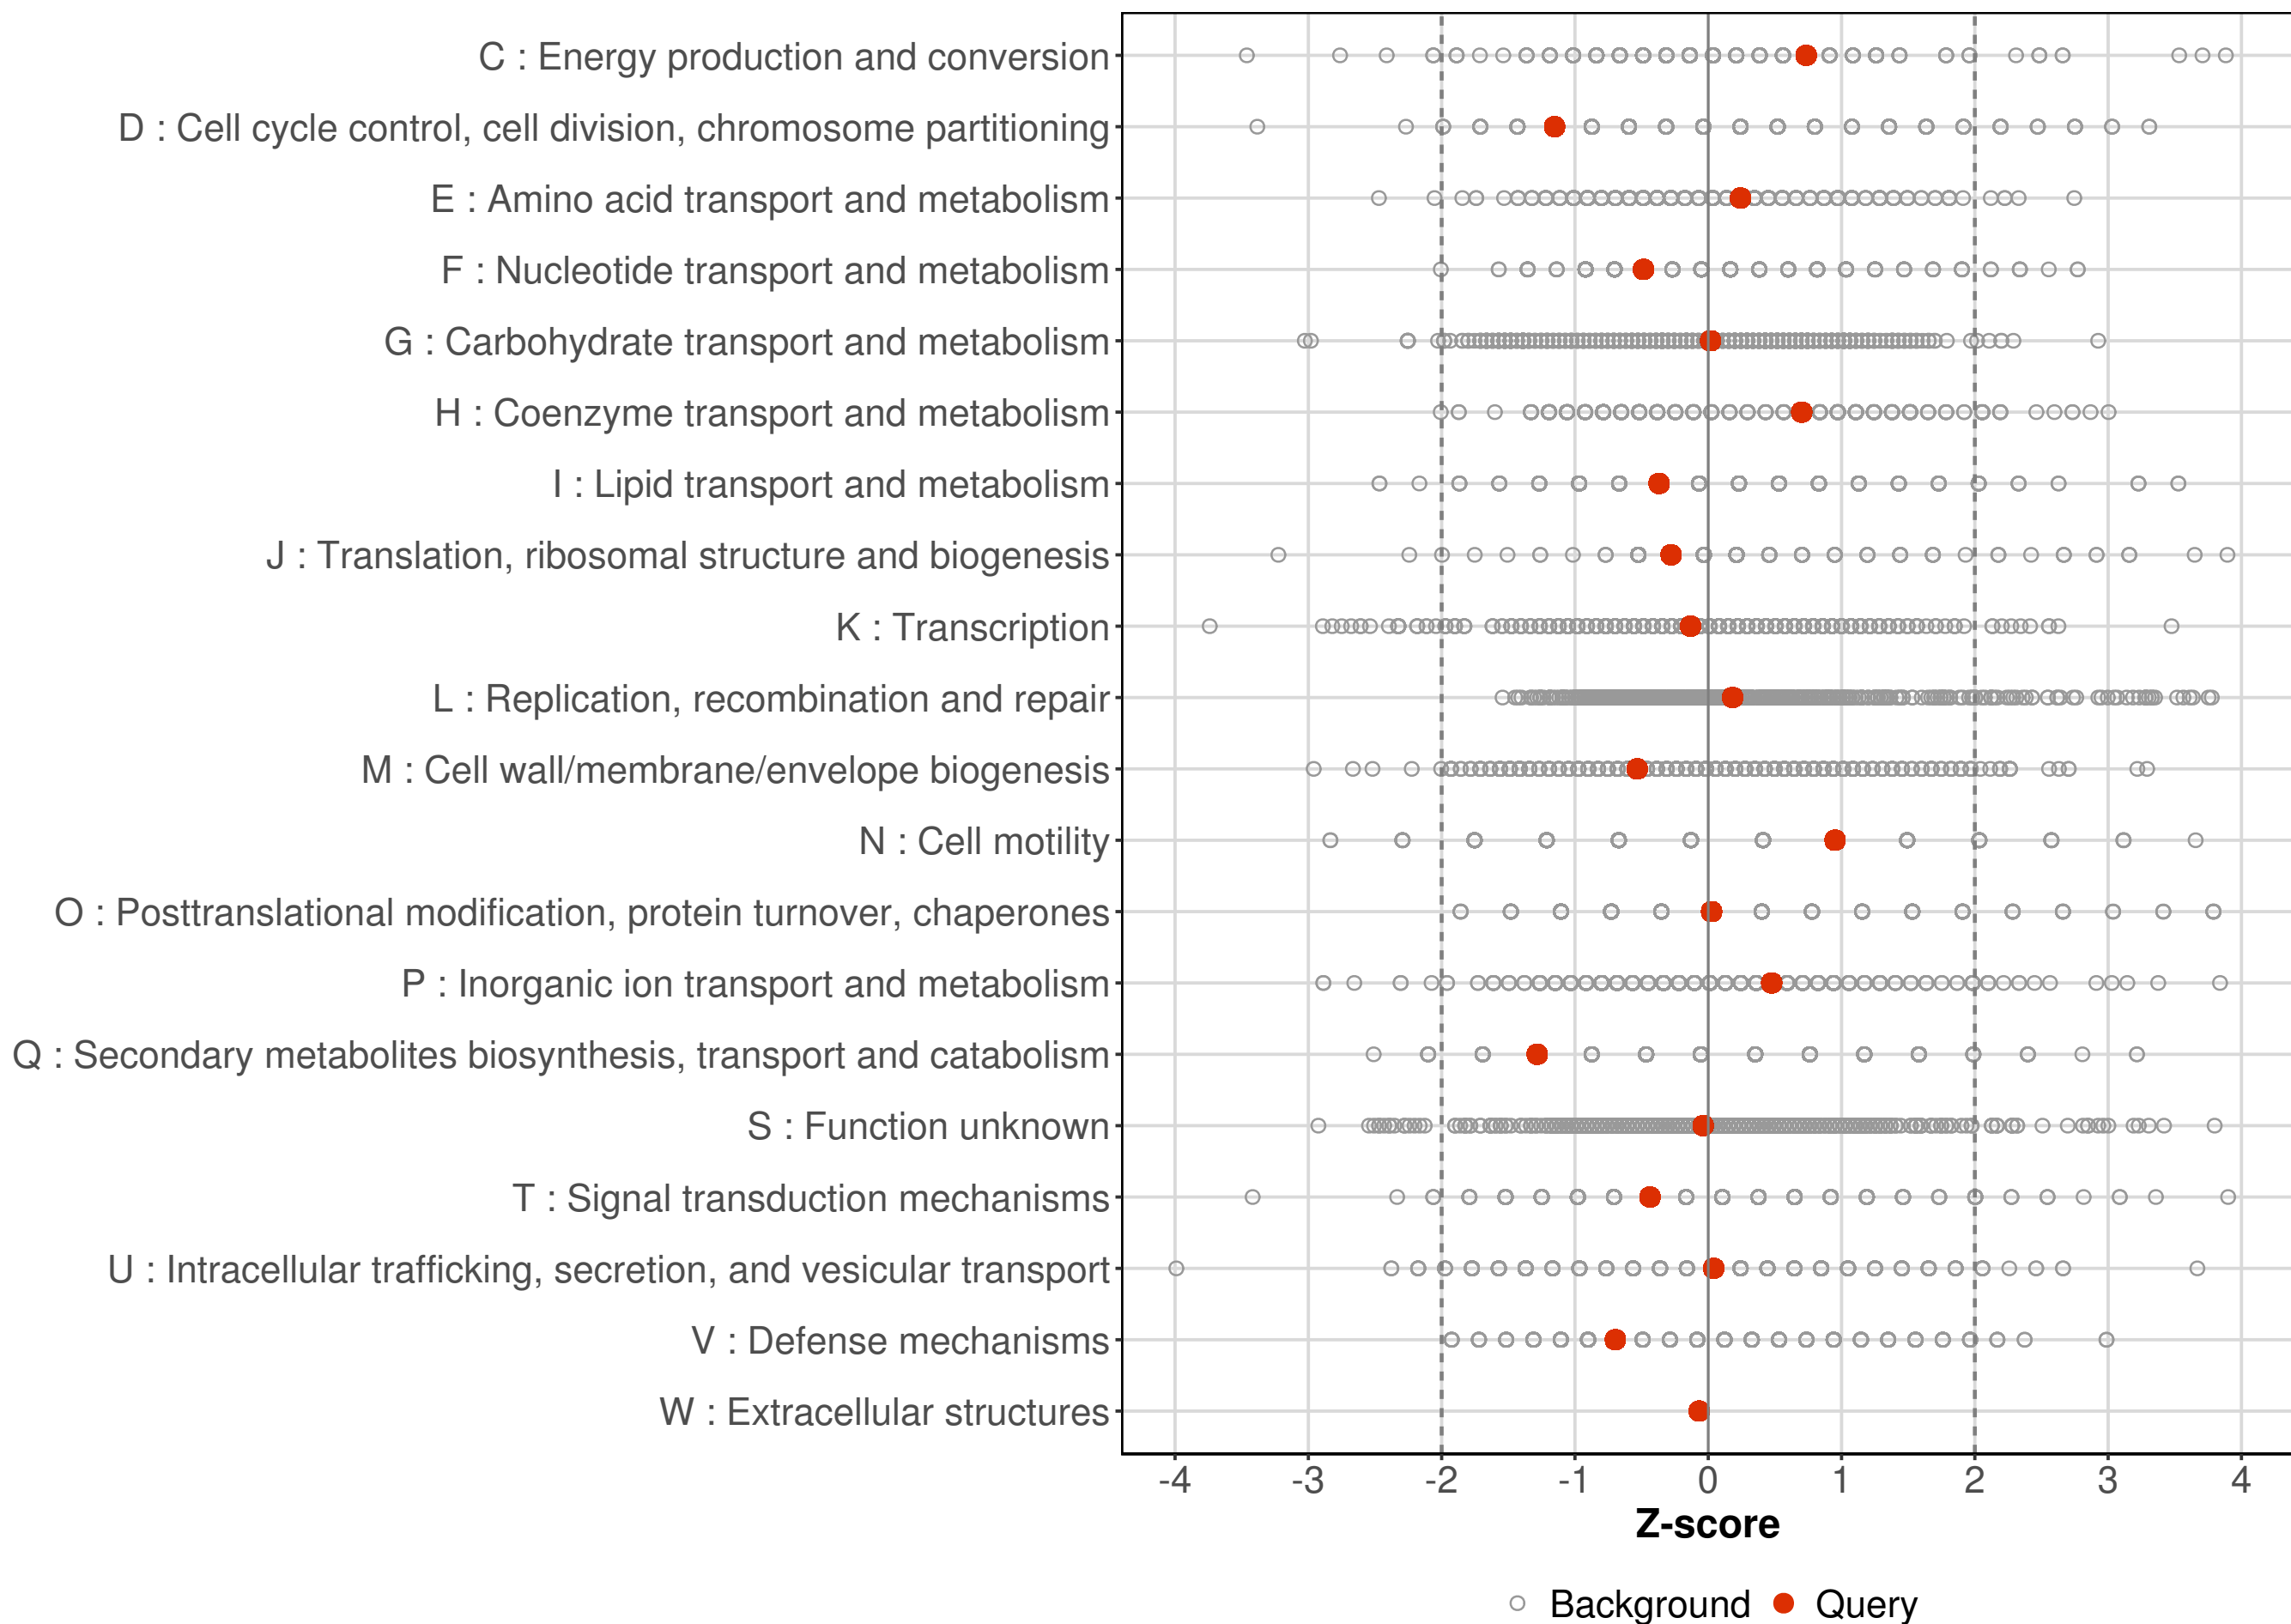 C : Energy production and conversion
D : Cell cycle control, cell division, chromosome partitioning
E : Amino acid transport and metabolism
F : Nucleotide transport and metabolism
G : Carbohydrate transport and metabolism
H : Coenzyme transport and metabolism
I : Lipid transport and metabolism
J : Translation, ribosomal structure and biogenesis
K : Transcription
L : Replication, recombination and repair
M : Cell wall/membrane/envelope biogenesis
N : Cell motility
O : Posttranslational modification, protein turnover, chaperones
P : Inorganic ion transport and metabolism
Q : Secondary metabolites biosynthesis, transport and catabolism
S : Function unknown
T : Signal transduction mechanisms
U : Intracellular trafficking, secretion, and vesicular transport
V : Defense mechanisms
W : Extracellular structures
-4 -3 -2 -1 0 1 2 3 4
Z-score
Background Query